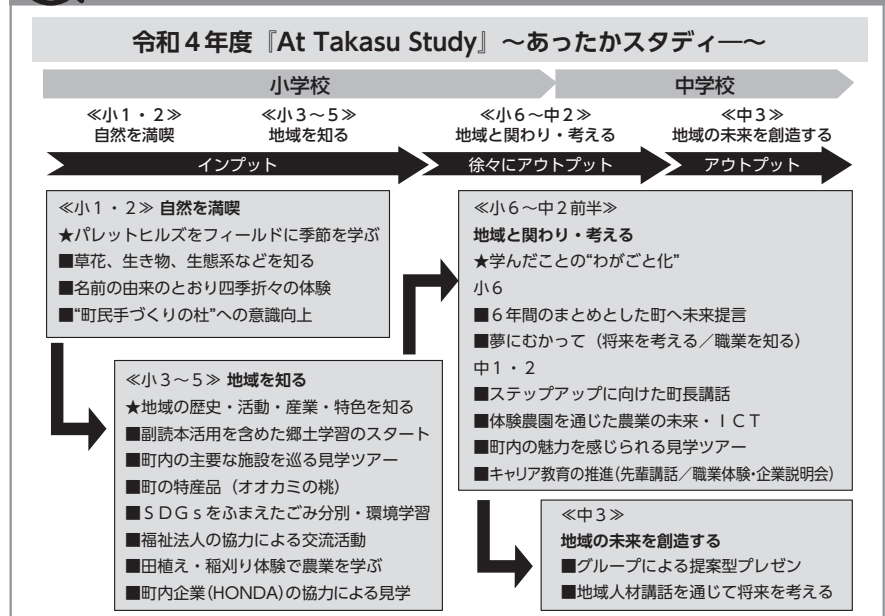 令和4年度『At Takasu Study』～あったかスタディ―～
小学校
中学校
≪小1・2≫
自然を満喫
≪小3～5≫
地域を知る
≪小6～中2≫
地域と関わり・考える
≪中3≫
地域の未来を創造する
インプット
徐々にアウトプット
アウトプット
≪小1・2≫ 自然を満喫
★パレットヒルズをフィールドに季節を学ぶ
■草花、生き物、生態系などを知る
■名前の由来のとおり四季折々の体験
■“町民手づくりの杜”への意識向上
≪小3～5≫ 地域を知る
★地域の歴史・活動・産業・特色を知る
■副読本活用を含めた郷土学習のスタート
■町内の主要な施設を巡る見学ツアー
■町の特産品（オオカミの桃）
■ＳＤＧｓをふまえたごみ分別・環境学習
■福祉法人の協力による交流活動
■田植え・稲刈り体験で農業を学ぶ
■町内企業(HONDA)の協力による見学
≪小6～中2前半≫
地域と関わり・考える
★学んだことの“わがごと化”
小6
■6年間のまとめとした町へ未来提言
■夢にむかって（将来を考える／職業を知る）
中1・2
■ステップアップに向けた町長講話
■体験農園を通じた農業の未来・ＩＣＴ
■町内の魅力を感じられる見学ツアー
■キャリア教育の推進(先輩講話／職業体験・企業説明会)
≪中3≫
地域の未来を創造する
■グループによる提案型プレゼン
■地域人材講話を通じて将来を考える